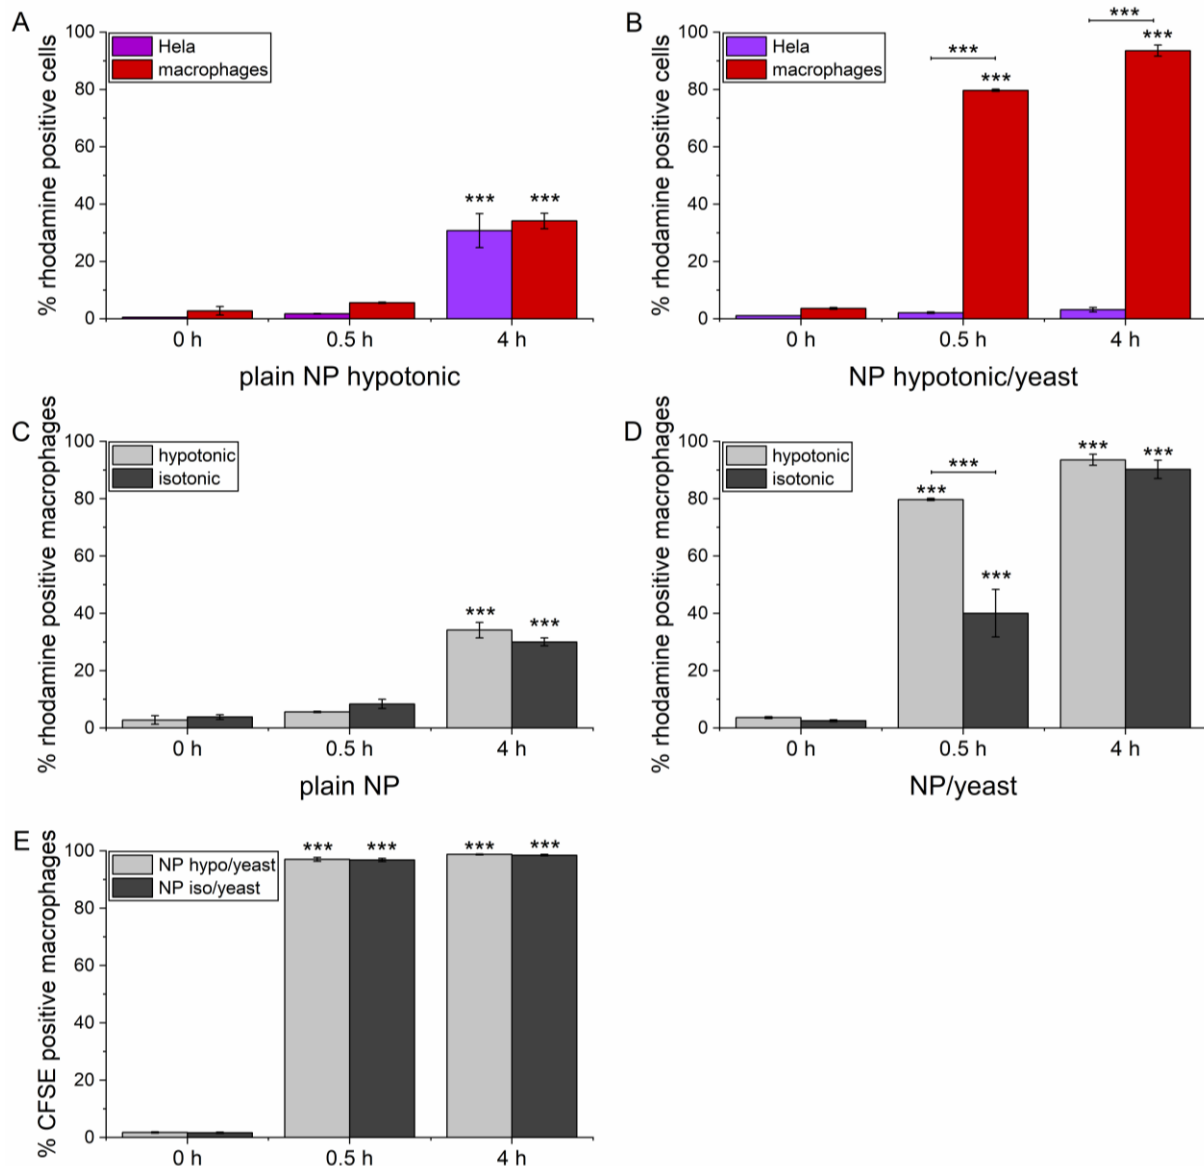 A
% rhodamine positive cells
100
80
60
40
20
0
Hela
macrophages
*** ***
0 h 0.5 h 4 h
plain NP hypotonic
B
% rhodamine positive cells
100
80
60
40
20
0
Hela
macrophages
***
***
***
***
0 h 0.5 h 4 h
NP hypotonic/yeast
C
% rhodamine positive macrophages
100
80
60
40
20
0
hypotonic
isotonic
*** ***
0 h 0.5 h 4 h
plain NP
D
% rhodamine positive macrophages
100
80
60
40
20
0
hypotonic
isotonic
***
***
***
*** ***
0 h 0.5 h 4 h
NP/yeast
E
% CFSE positive macrophages
100
80
60
40
20
0
NP hypo/yeast
NP iso/yeast
*** *** *** ***
0 h 0.5 h 4 h